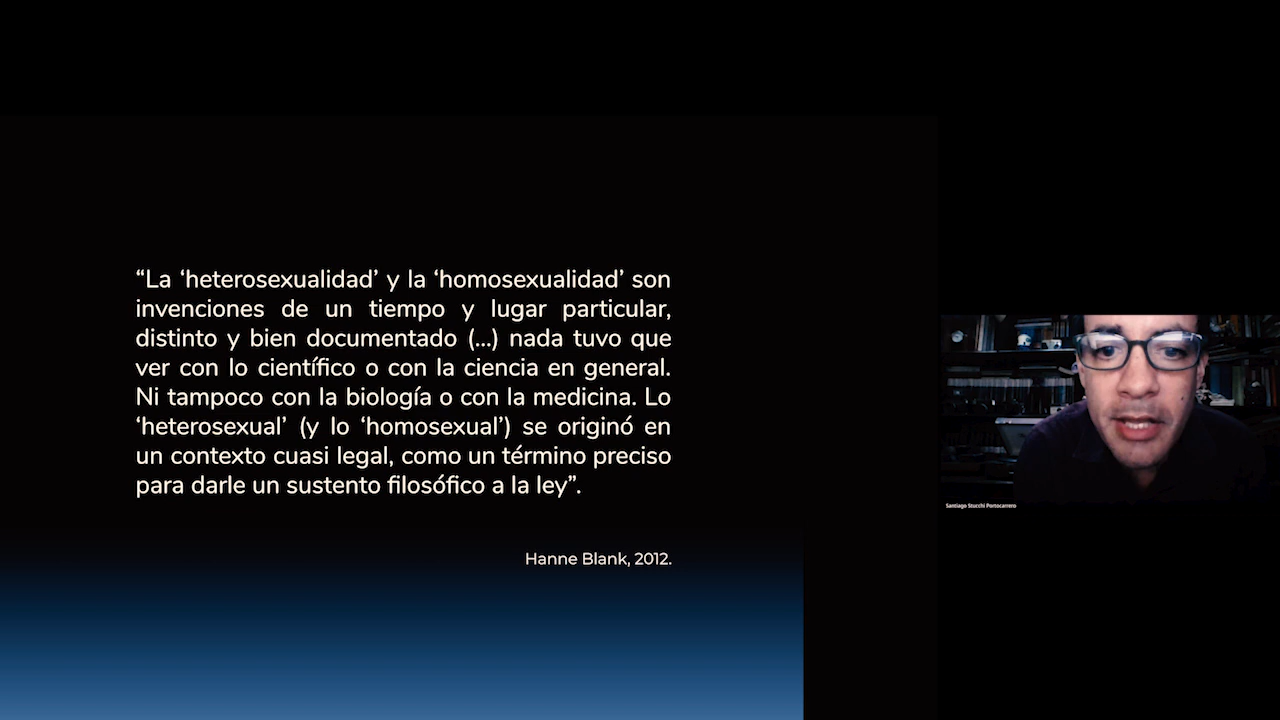 “La ‘heterosexualidad’ y la ‘homosexualidad’ son
invenciones de un tiempo y lugar particular,
distinto y bien documentado (...) nada tuvo que
ver con lo científico o con la ciencia en general.
Ni tampoco con la biología o con la medicina. Lo
‘heterosexual’ (y lo ‘homosexual’) se originó en
un contexto cuasi legal, como un término preciso
para darle un sustento filosófico a la ley”.
Hanne Blank, 2012.
Santiago Stucchi Portocarrero